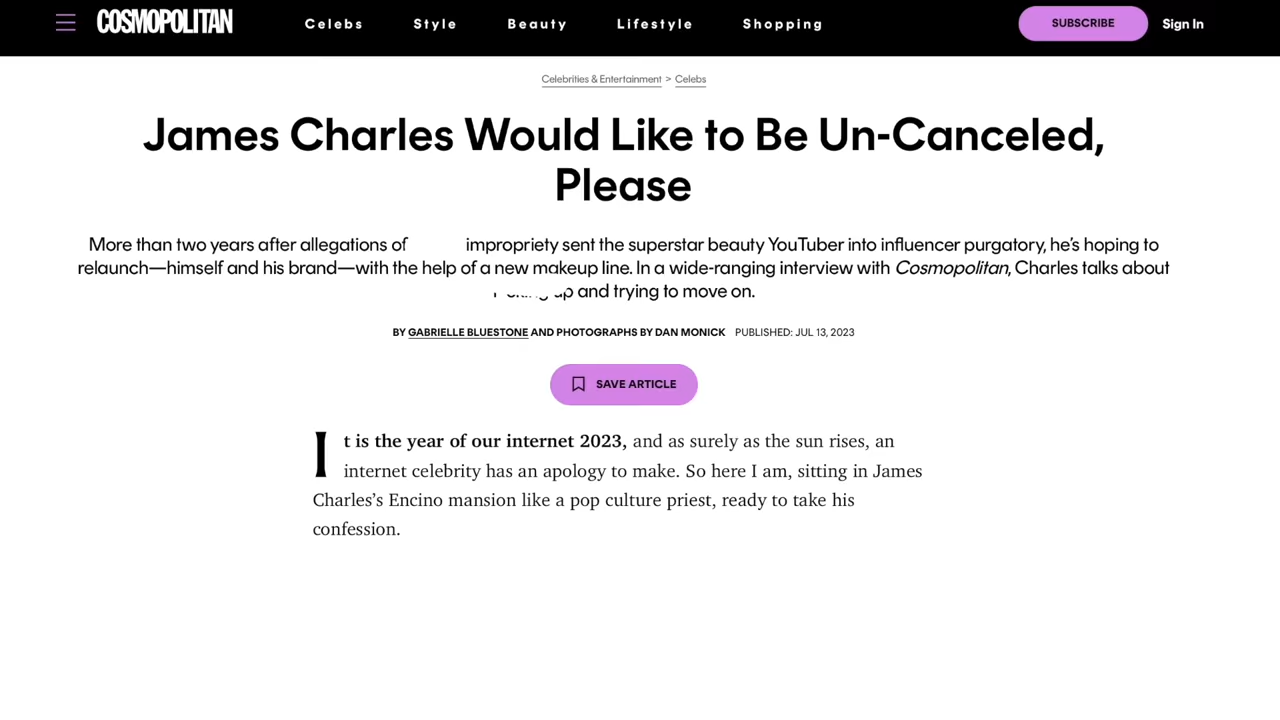 COSMOPOLITAN
Celebs
Style
Beauty
Lifestyle
Shopping
SUBSCRIBE
Sign In
Celebrities & Entertainment > Celebs
James Charles Would Like to Be Un-Canceled,
Please
More than two years after allegations of impropriety sent the superstar beauty YouTuber into influencer purgatory, he's hoping to
relaunch—himself and his brand—with the help of a new makeup line. In a wide-ranging interview with Cosmopolitan, Charles talks about
up and trying to move on.
BY GABRIELLE BLUESTONE AND PHOTOGRAPHS BY DAN MONICK PUBLISHED: JUL 13, 2023
SAVE ARTICLE
It is the year of our internet 2023, and as surely as the sun rises, an
internet celebrity has an apology to make. So here I am, sitting in James
Charles's Encino mansion like a pop culture priest, ready to take his
confession.